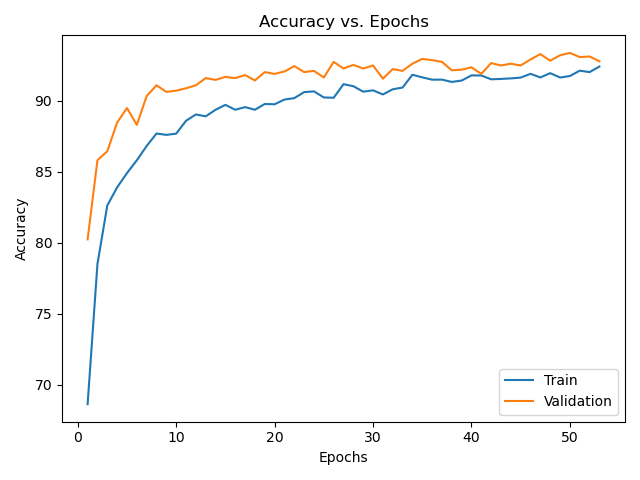 Accuracy vs. Epochs
Accuracy
90
85
80
75
70
0 10 20 30 40 50
Epochs
Train
Validation